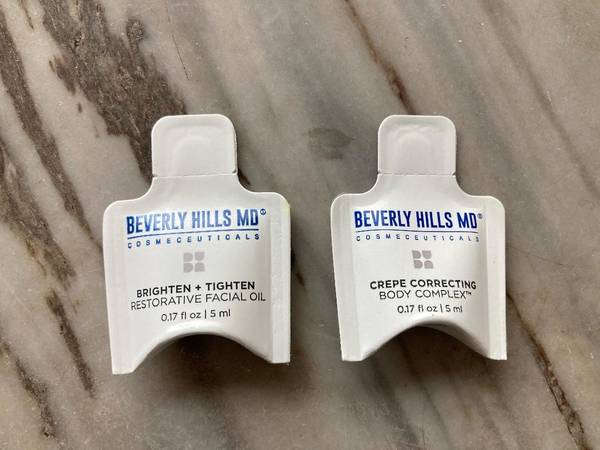 BEVERLY HILLS MD®
COSMECEUTICALS
BRIGHTEN + TIGHTEN
RESTORATIVE FACIAL OIL
0.17 fl oz | 5 ml
BEVERLY HILLS MD®
COSMECEUTICALS
CREPE CORRECTING
BODY COMPLEX™
0.17 fl oz | 5 ml